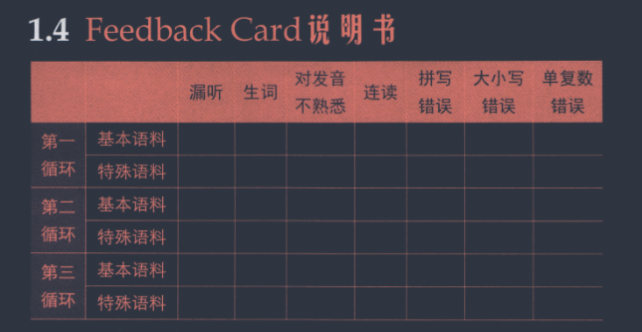 1.4 Feedback Card说明书
漏听 生词 对发音不熟悉 连读 拼写错误 大小写错误 单复数错误
第一循环 基本语料
特殊语料
第二循环 基本语料
特殊语料
第三循环 基本语料
特殊语料